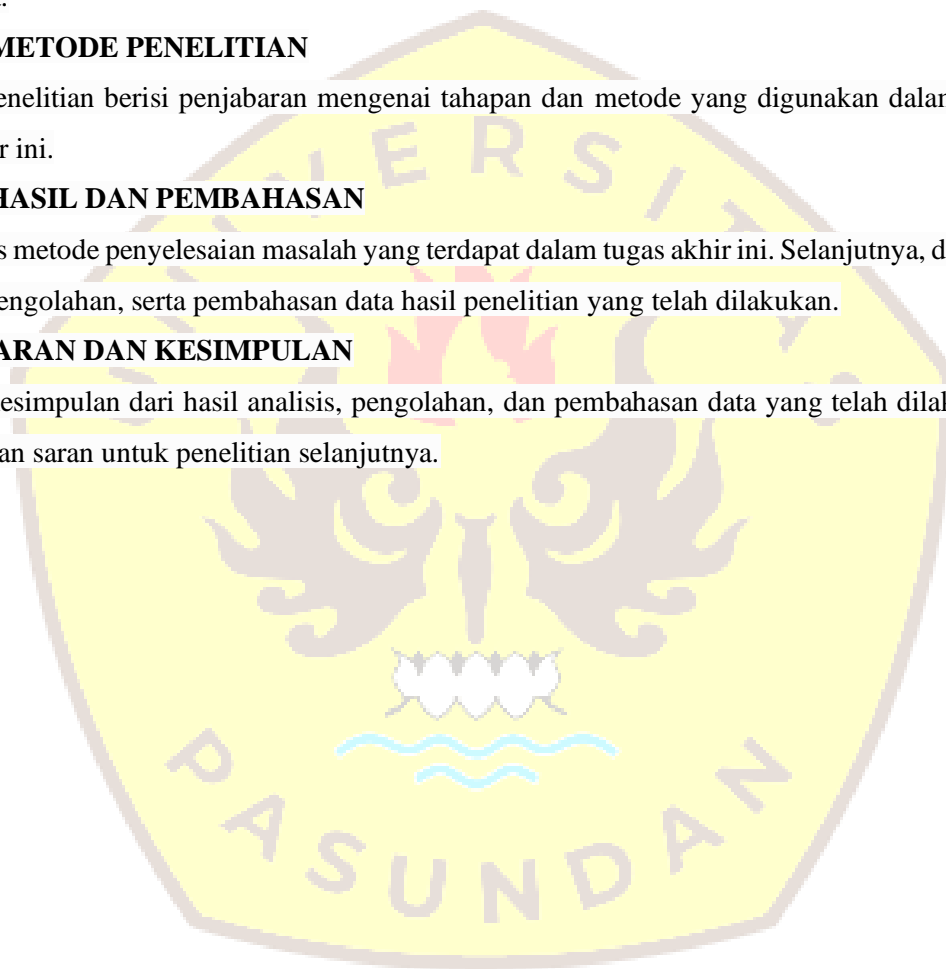 METODE PENELITIAN
enelitian berisi penjabaran mengenai tahapan dan metode yang digunakan dalam
r ini.
HASIL DAN PEMBAHASAN
s metode penyelesaian masalah yang terdapat dalam tugas akhir ini. Selanjutnya, d
engolahan, serta pembahasan data hasil penelitian yang telah dilakukan.
ARAN DAN KESIMPULAN
esimpulan dari hasil analisis, pengolahan, dan pembahasan data yang telah dilak
an saran untuk penelitian selanjutnya.
UNIVERSITAS
PASUNDAN